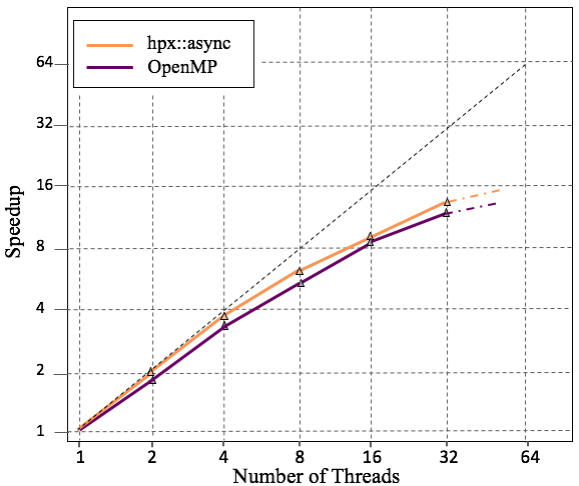 hpx::async
OpenMP
64
32
16
8
4
2
1
Speedup
1 2 4 8 16 32 64
Number of Threads